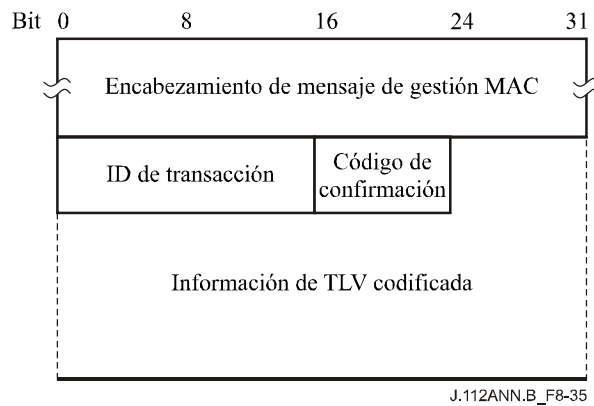 Bit 0 8 16 24 31
Encabezamiento de mensaje de gestión MAC
ID de transacción
Código de
confirmación
Información de TLV codificada
J.112ANN.B_F8-35